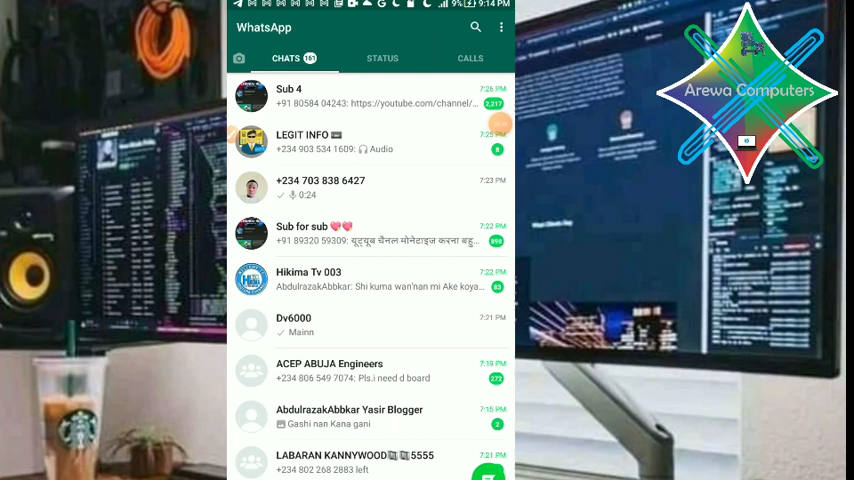 9% 9:14 PM
WhatsApp
CHATS 161
STATUS
CALLS
Sub 4
7:26 PM
+91 80584 04243: https://youtube.com/channel/...
2,217
LEGIT INFO
7:25 PM
+234 903 534 1609: Audio
8
+234 703 838 6427
7:23 PM
0:24
Sub for sub
7:22 PM
+91 89320 59309: यूट्यूब चैनल मोनेटाइज करना बहु...
890
Hikima Tv 003
7:22 PM
AbdulrazakAbbkar: Shi kuma wan'nan mi Ake koya...
83
Dv6000
7:21 PM
Mainn
ACEP ABUJA Engineers
7:19 PM
+234 806 549 7074: Pls.i need d board
272
AbdulrazakAbbkar Yasir Blogger
7:15 PM
Gashi nan Kana gani
2
LABARAN KANNYWOOD 5555
7:21 PM
+234 802 268 2883 left
Arewa Computers